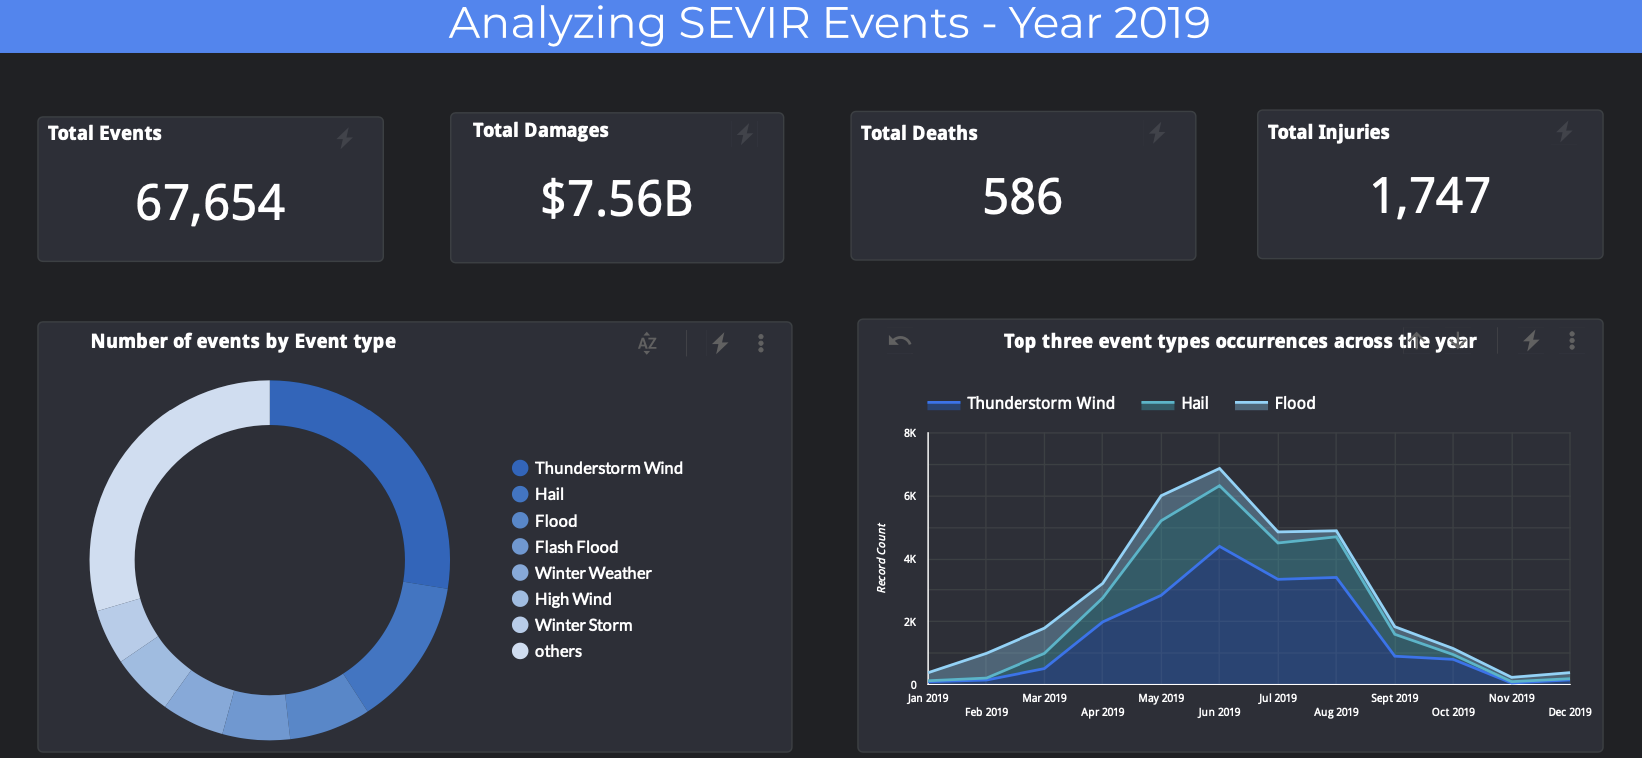 Analyzing SEVIR Events - Year 2019
Total Events
67,654
Total Damages
$7.56B
Total Deaths
586
Total Injuries
1,747
Number of events by Event type
AZ
Thunderstorm Wind
Hail
Flood
Flash Flood
Winter Weather
High Wind
Winter Storm
others
Top three event types occurrences across the year
Thunderstorm Wind Hail Flood
8K
6K
4K
2K
0
Record Count
Jan 2019 Mar 2019 May 2019 Jul 2019 Sept 2019 Nov 2019
Feb 2019 Apr 2019 Jun 2019 Aug 2019 Oct 2019 Dec 2019